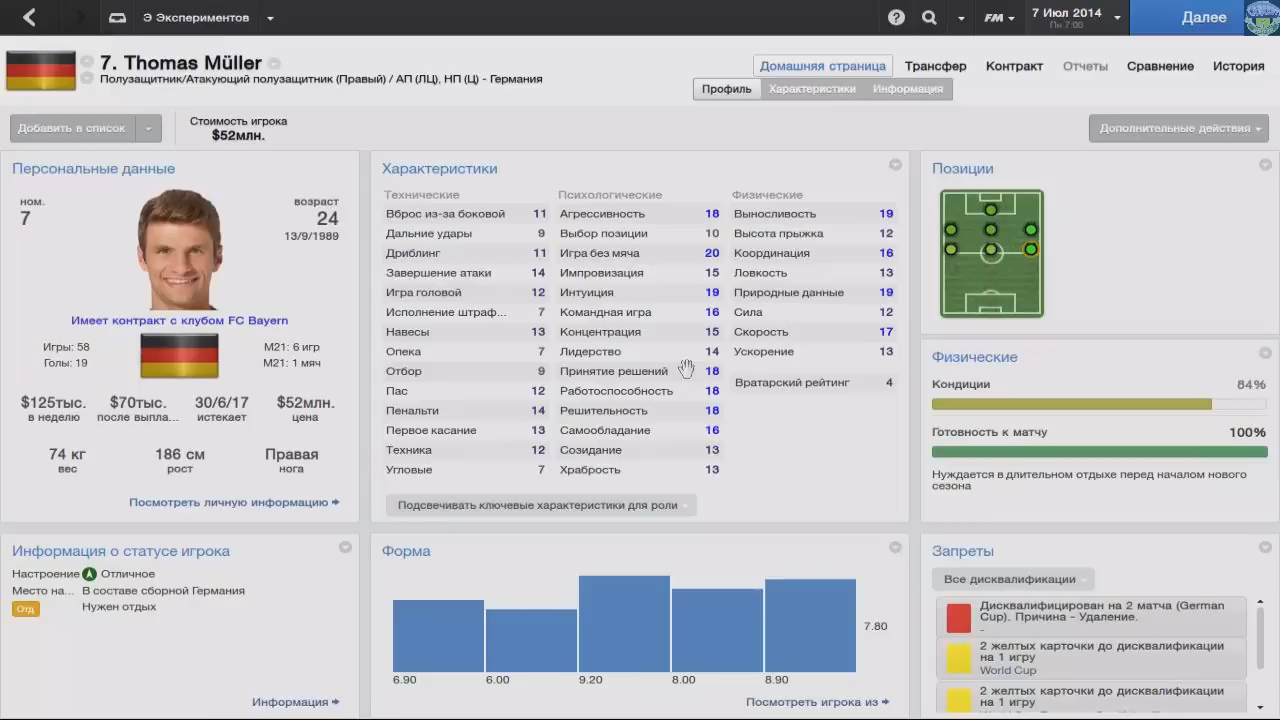 Э Экспериментов
FM
7 Июл 2014
Пн 7:00
Далее
7. Thomas Müller
Полузащитник/Атакующий полузащитник (Правый) / АП (ЛЦ), НП (Ц) - Германия
Домашняя страница
Трансфер
Контракт
Отчеты
Сравнение
История
Профиль
Характеристики
Информация
Добавить в список
Стоимость игрока
$52млн.
Дополнительные действия
Персональные данные
ном.
7
возраст
24
13/9/1989
Имеет контракт с клубом FC Bayern
Игры: 58
Голы: 19
М21: 6 игр
М21: 1 мяч
$125тыс.
в неделю
$70тыс.
после выпла...
30/6/17
истекает
$52млн.
цена
74 кг
вес
186 см
рост
Правая
нога
Посмотреть личную информацию
Характеристики
Технические
Вброс из-за боковой 11
Дальние удары 9
Дриблинг 11
Завершение атаки 14
Игра головой 12
Исполнение штраф... 7
Навесы 13
Опека 7
Отбор 9
Пас 12
Пенальти 14
Первое касание 13
Техника 12
Угловые 7
Психологические
Агрессивность 18
Выбор позиции 10
Игра без мяча 20
Импровизация 15
Интуиция 19
Командная игра 16
Концентрация 15
Лидерство 14
Принятие решений 18
Работоспособность 18
Решительность 18
Самообладание 16
Созидание 13
Храбрость 13
Физические
Выносливость 19
Высота прыжка 12
Координация 16
Ловкость 13
Природные данные 19
Сила 12
Скорость 17
Ускорение 13
Вратарский рейтинг 4
Подсвечивать ключевые характеристики для роли
Позиции
Физические
Кондиции 84%
Готовность к матчу 100%
Нуждается в длительном отдыхе перед началом нового
сезона
Информация о статусе игрока
Настроение Отличное
Место на... В составе сборной Германия
Отд Нужен отдых
Информация
Форма
7.80
6.90 6.00 9.20 8.00 8.90
Посмотреть игрока из
Запреты
Все дисквалификации
Дисквалифицирован на 2 матча (German
Cup). Причина - Удаление.
-
2 желтых карточки до дисквалификации
на 1 игру
World Cup
2 желтых карточки до дисквалификации
на 1 игру